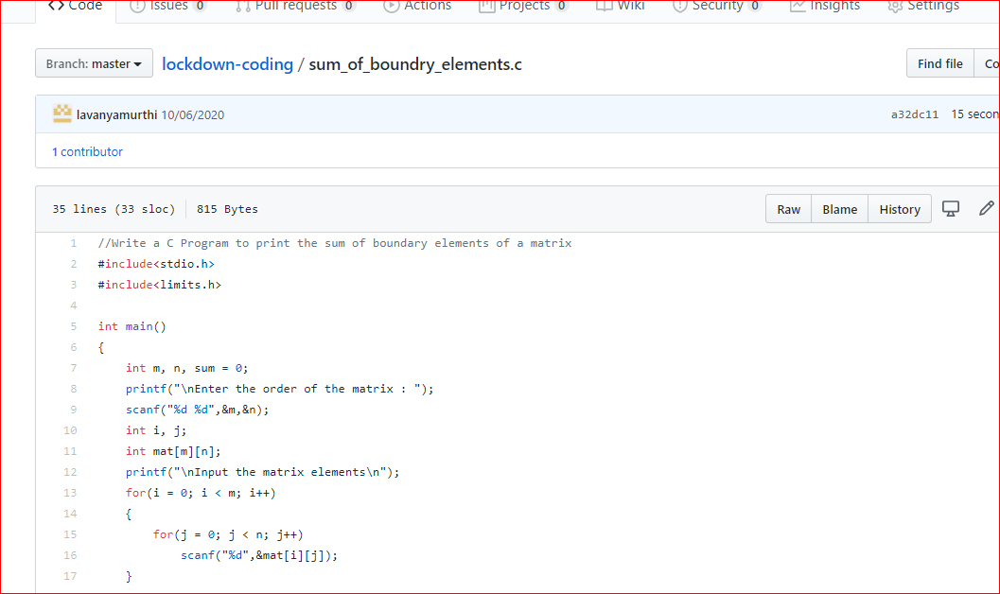 Code Issues 0 Pull requests 0 Actions Projects 0 Wiki Security 0 Insights Settings
Branch: master lockdown-coding / sum_of_boundry_elements.c Find file Co
lavanyamurthi 10/06/2020 a32dc11 15 secon
1 contributor
35 lines (33 sloc) 815 Bytes Raw Blame History
1 //Write a C Program to print the sum of boundary elements of a matrix
2 #include<stdio.h>
3 #include<limits.h>
4
5 int main()
6 {
7 int m, n, sum = 0;
8 printf("\nEnter the order of the matrix : ");
9 scanf("%d %d",&m,&n);
10 int i, j;
11 int mat[m][n];
12 printf("\nInput the matrix elements\n");
13 for(i = 0; i < m; i++)
14 {
15 for(j = 0; j < n; j++)
16 scanf("%d",&mat[i][j]);
17 }